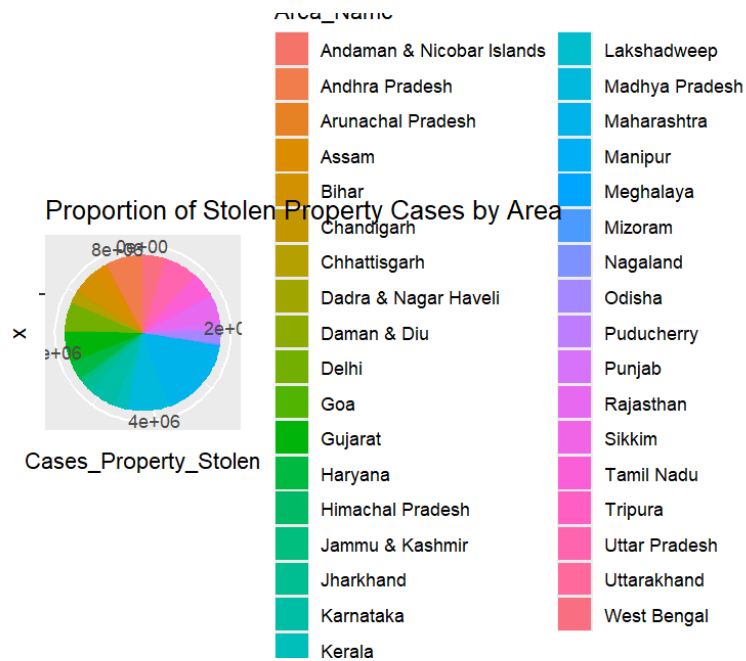 Area_Name
Andaman & Nicobar Islands
Andhra Pradesh
Arunachal Pradesh
Assam
Bihar
Chandigarh
Chhattisgarh
Dadra & Nagar Haveli
Daman & Diu
Delhi
Goa
Gujarat
Haryana
Himachal Pradesh
Jammu & Kashmir
Jharkhand
Karnataka
Kerala
Lakshadweep
Madhya Pradesh
Maharashtra
Manipur
Meghalaya
Mizoram
Nagaland
Odisha
Puducherry
Punjab
Rajasthan
Sikkim
Tamil Nadu
Tripura
Uttar Pradesh
Uttarakhand
West Bengal
Proportion of Stolen Property Cases by Area
8e+06
0e+00
2e+0
e+06
4e+06
x
Cases_Property_Stolen